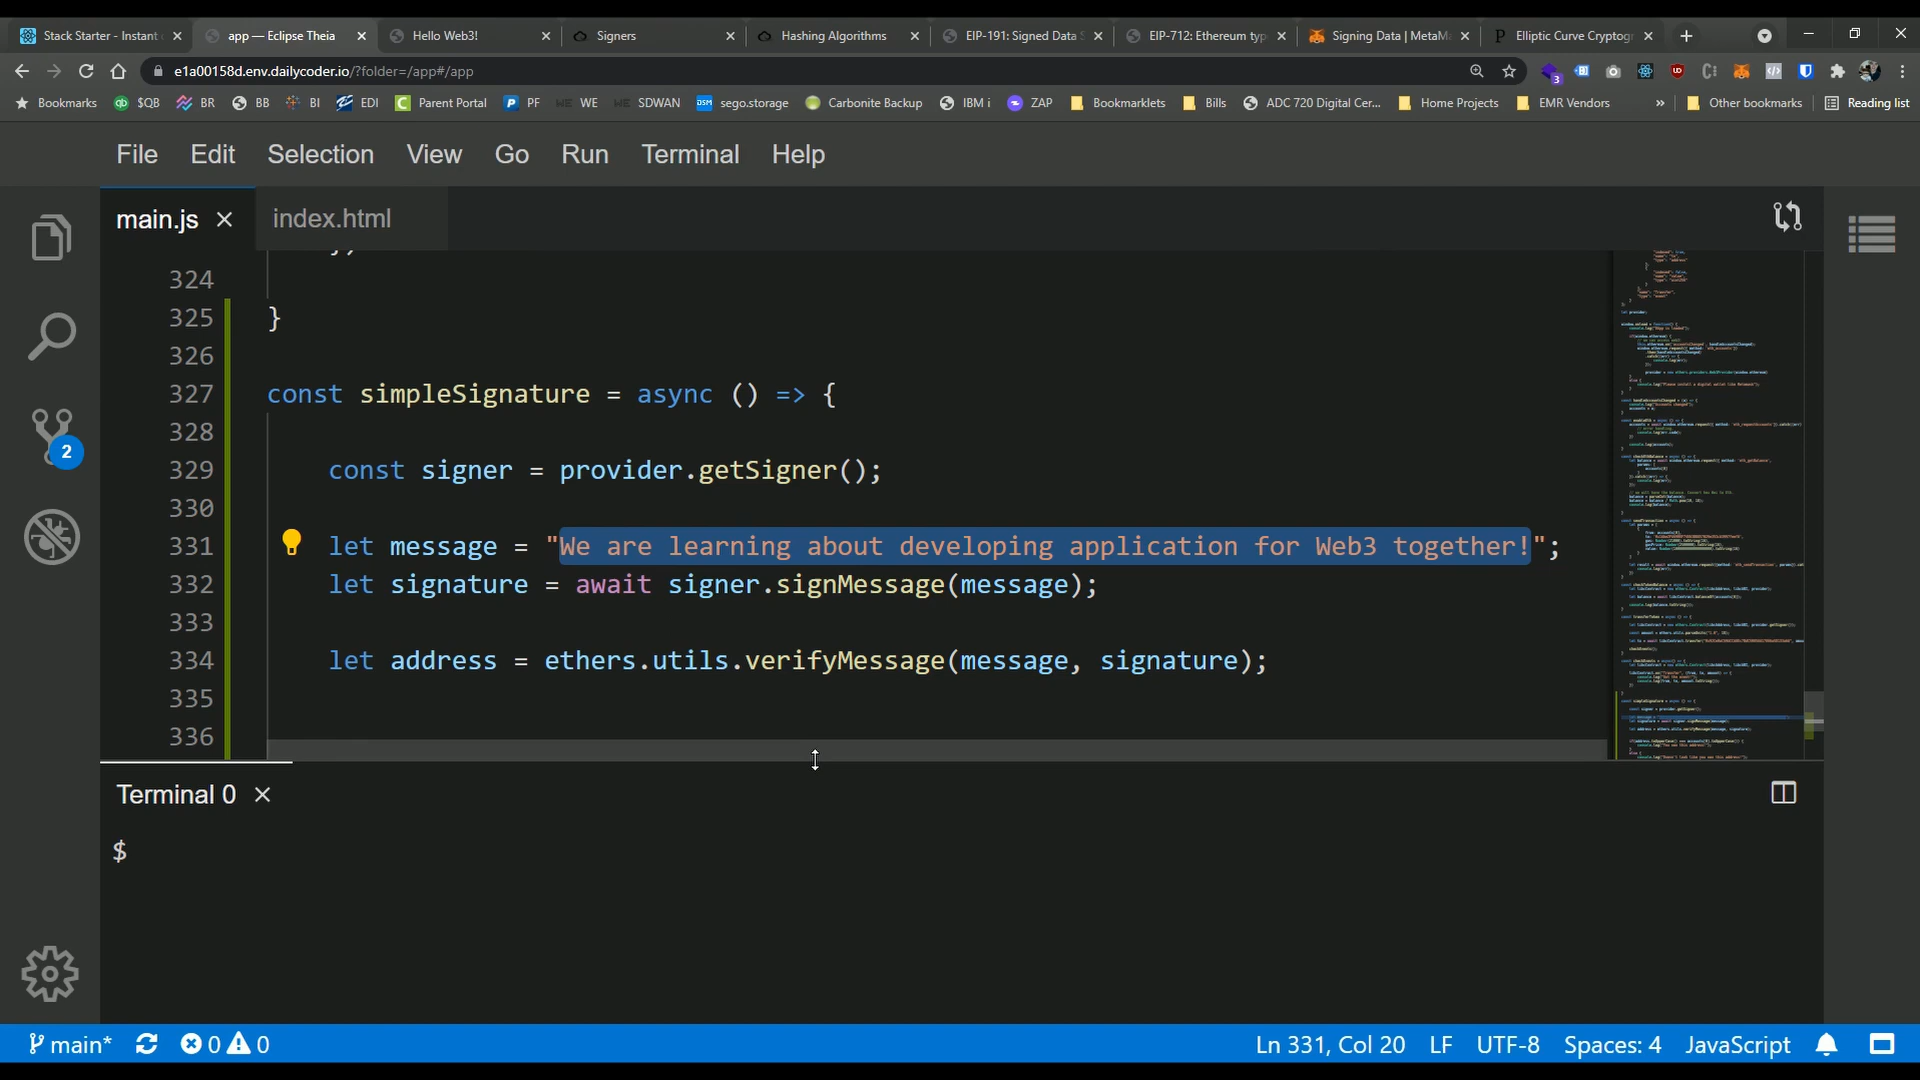 Stack Starter - Instant
app — Eclipse Theia
Hello Web3!
Signers
Hashing Algorithms
EIP-191: Signed Data S
EIP-712: Ethereum typ
Signing Data | MetaM
Elliptic Curve Cryptog
e1a00158d.env.dailycoder.io/?folder=/app#/app
3
Bookmarks
$QB
BR
BB
BI
EDI
Parent Portal
PF
WE
SDWAN
sego.storage
Carbonite Backup
IBM i
ZAP
Bookmarklets
Bills
ADC 720 Digital Cer...
Home Projects
EMR Vendors
»
Other bookmarks
Reading list
File Edit Selection View Go Run Terminal Help
main.js
index.html
324
325 }
326
327 const simpleSignature = async () => {
328
329 const signer = provider.getSigner();
330
331 let message = "We are learning about developing application for Web3 together!";
332 let signature = await signer.signMessage(message);
333
334 let address = ethers.utils.verifyMessage(message, signature);
335
336
2
Terminal 0
$
main* 0 0
Ln 331, Col 20 LF UTF-8 Spaces: 4 JavaScript